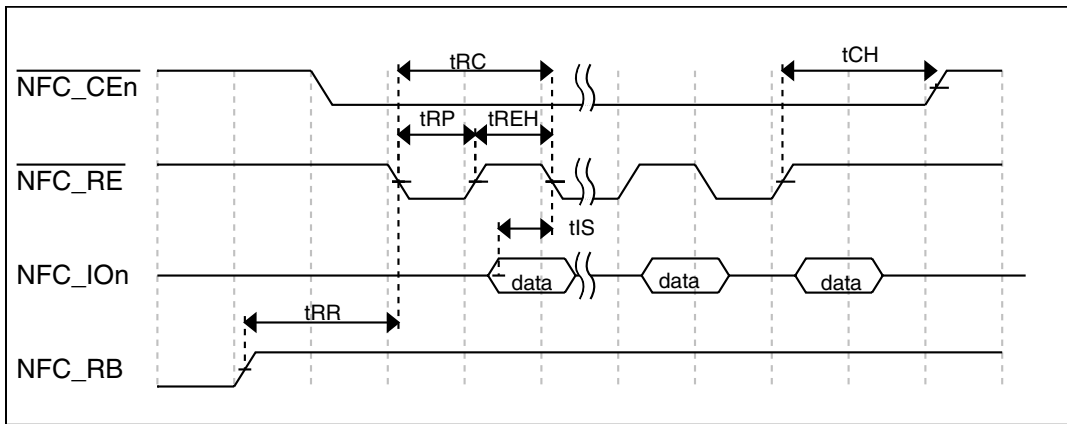 tRC
tCH
NFC_CEn
tRP
tREH
NFC_RE
tIS
NFC_IOn
data
data
data
tRR
NFC_RB